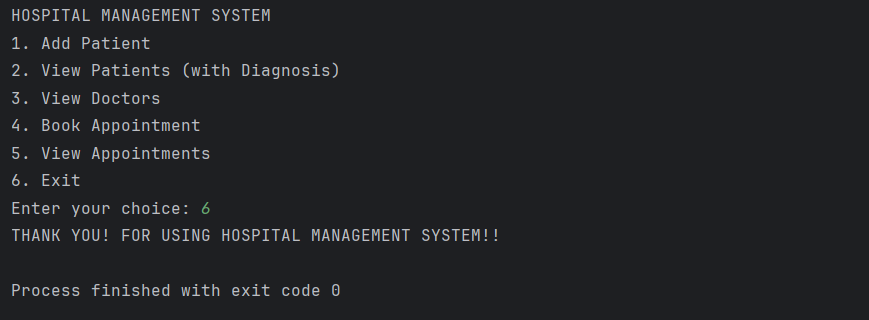 HOSPITAL MANAGEMENT SYSTEM
1. Add Patient
2. View Patients (with Diagnosis)
3. View Doctors
4. Book Appointment
5. View Appointments
6. Exit
Enter your choice: 6
THANK YOU! FOR USING HOSPITAL MANAGEMENT SYSTEM!!
Process finished with exit code 0